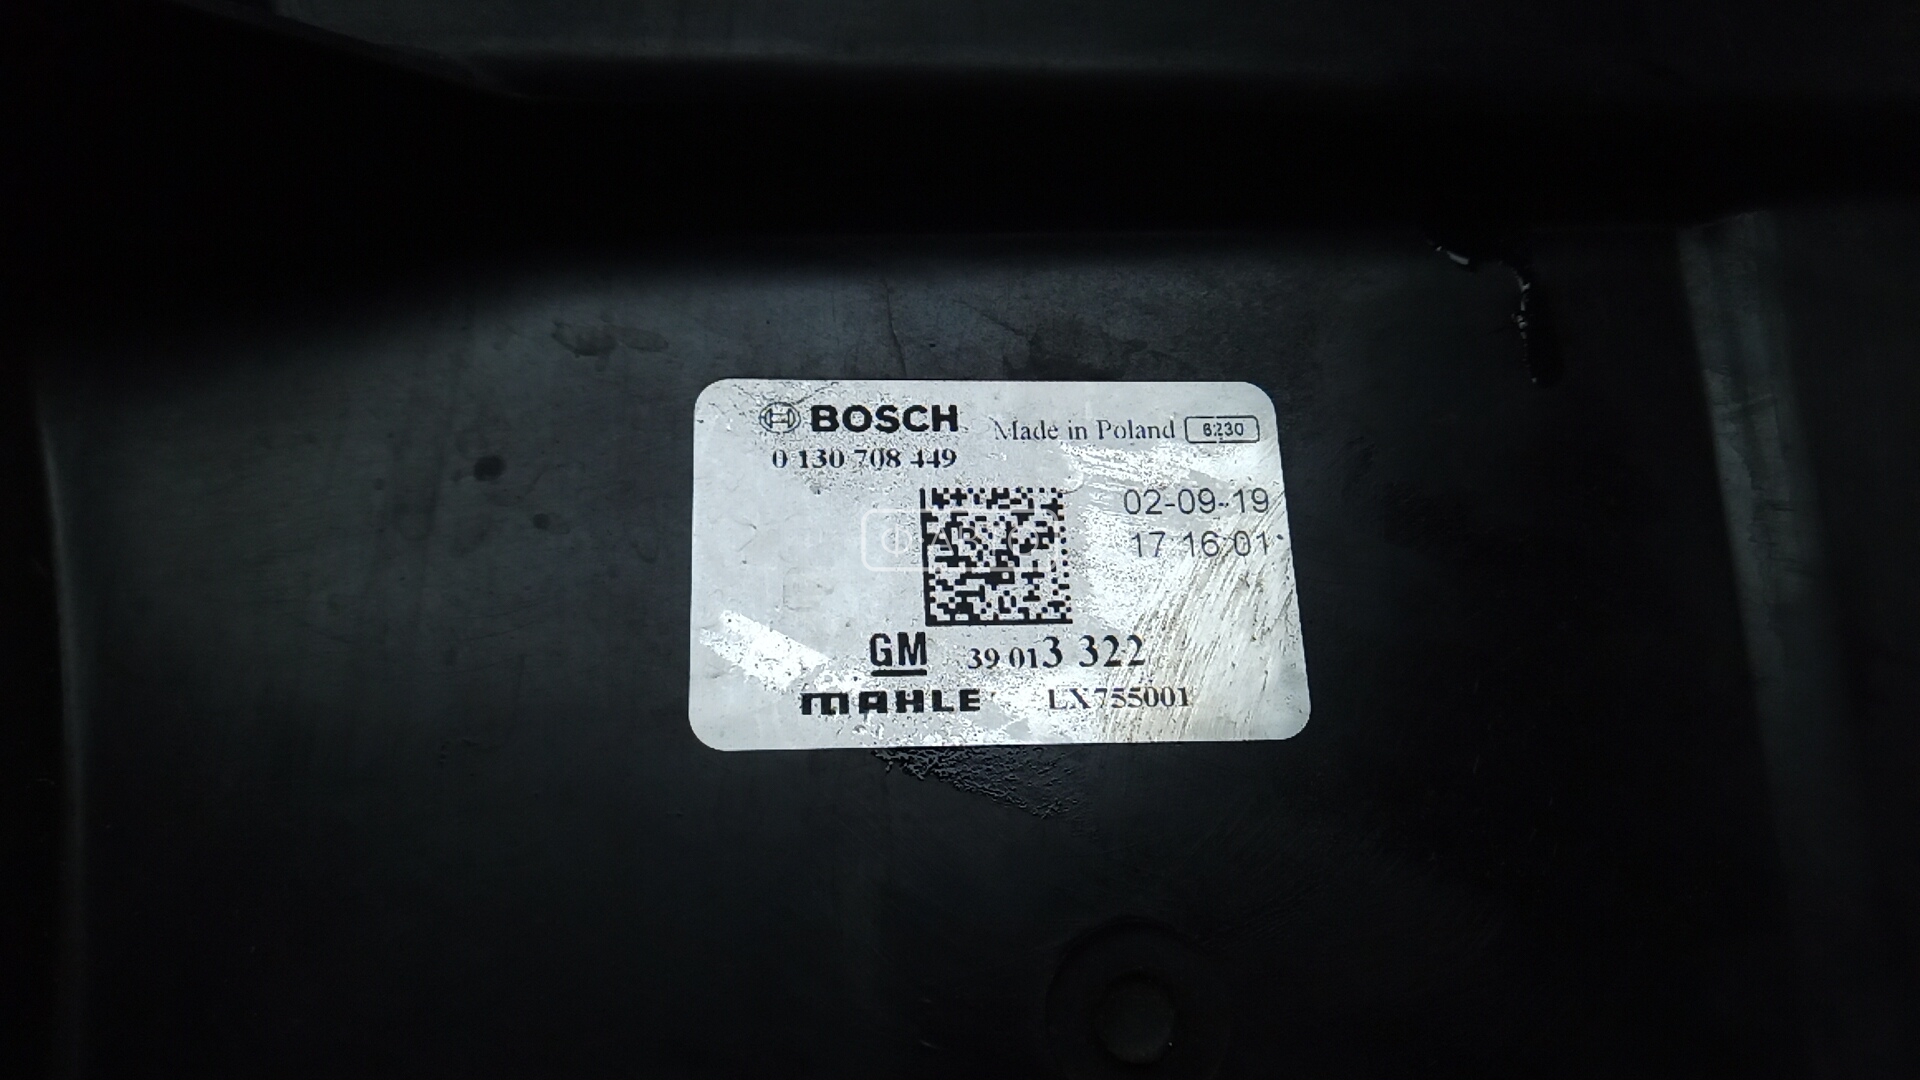 BOSCH Made in Poland 6230
0 130 708 449
02-09-19
17 16 01
GM 39 013 322
MAHLE LX755001